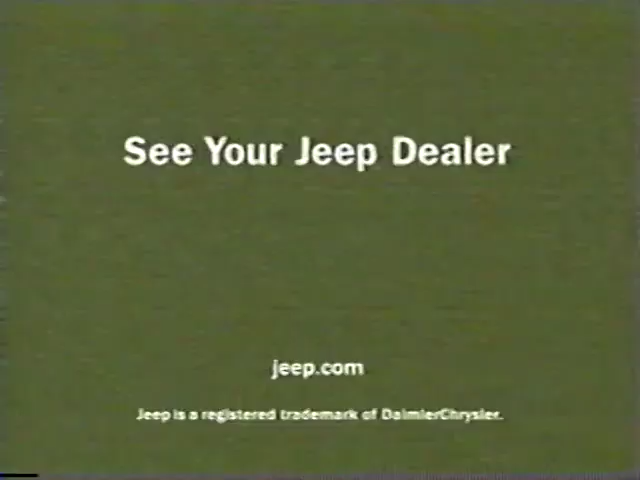 See Your Jeep Dealer
jeep.com
Jeep is a registered trademark of DaimlerChrysler.